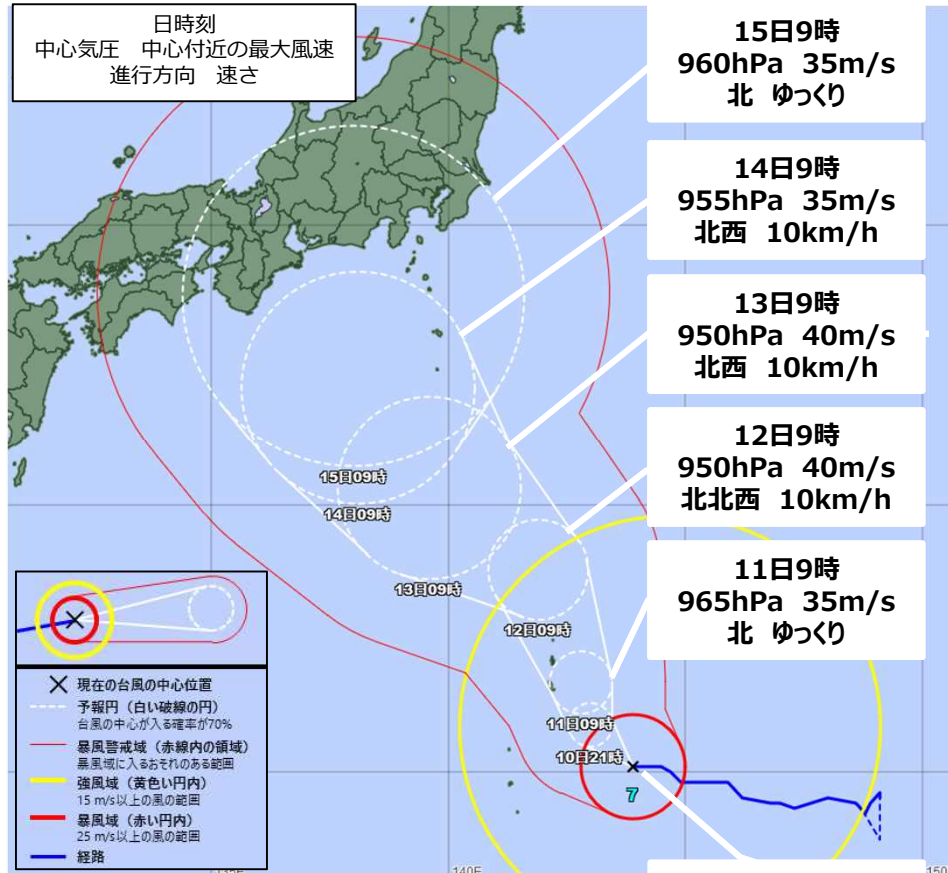 日時刻
中心気圧 中心付近の最大風速
進行方向 速さ
15日9時
960hPa 35m/s
北 ゆっくり
14日9時
955hPa 35m/s
北西 10km/h
13日9時
950hPa 40m/s
北西 10km/h
12日9時
950hPa 40m/s
北北西 10km/h
11日9時
965hPa 35m/s
北 ゆっくり
15日09時
14日09時
13日09時
12日09時
11日09時
10日21時
7
現在の台風の中心位置
予報円（白い破線の円）
台風の中心が入る確率が70%
暴風警戒域（赤線内の領域）
暴風域に入るおそれのある範囲
強風域（黄色い円内）
15 m/s以上の風の範囲
暴風域（赤い円内）
25 m/s以上の風の範囲
経路
135E
140E
150